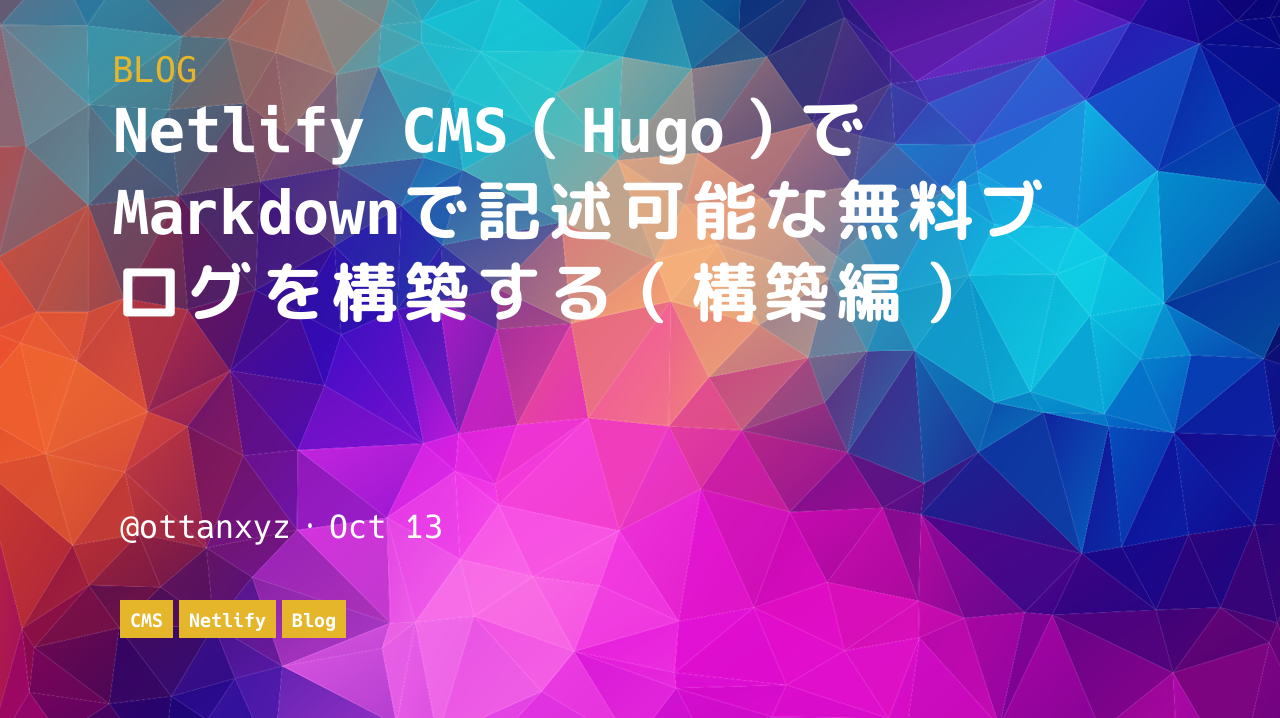 BLOG
Netlify CMS（Hugo）で
Markdownで記述可能な無料ブ
ログを構築する（構築編）
@ottanxyz・Oct 13
CMS Netlify Blog